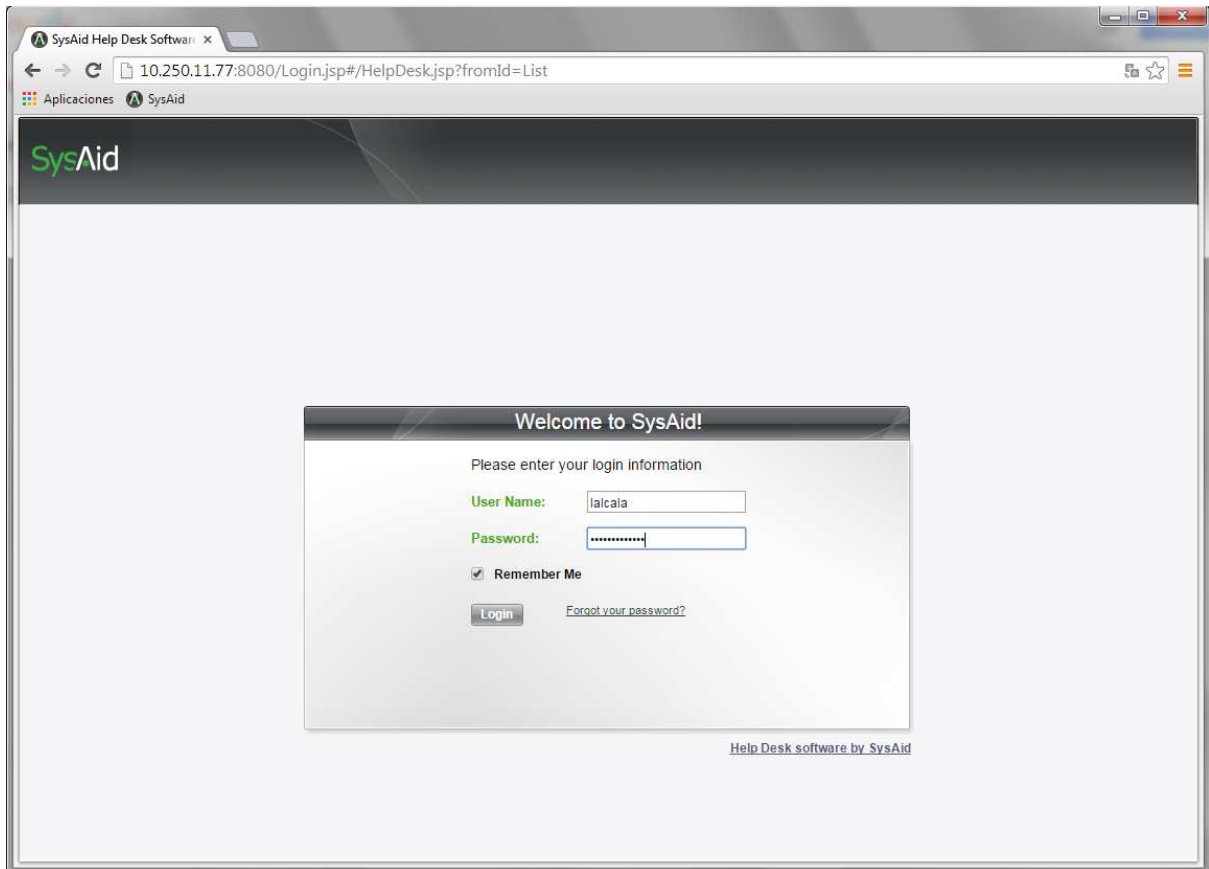 SysAid Help Desk Software
10.250.11.77:8080/Login.jsp#/HelpDesk.jsp?fromId=List
Aplicaciones SysAid
SysAid
Welcome to SysAid!
Please enter your login information
User Name: lalcala
Password: •••••••••••••
Remember Me
Login Forgot your password?
Help Desk software by SysAid